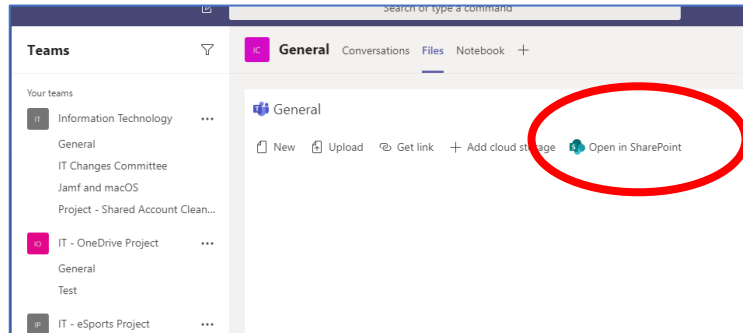 Search or type a command
Teams
IC General Conversations Files Notebook +
Your teams
IT Information Technology ...
General
IT Changes Committee
Jamf and macOS
Project - Shared Account Clean...
IO IT - OneDrive Project ...
General
Test
IP IT - eSports Project ...
General
New Upload Get link + Add cloud storage Open in SharePoint